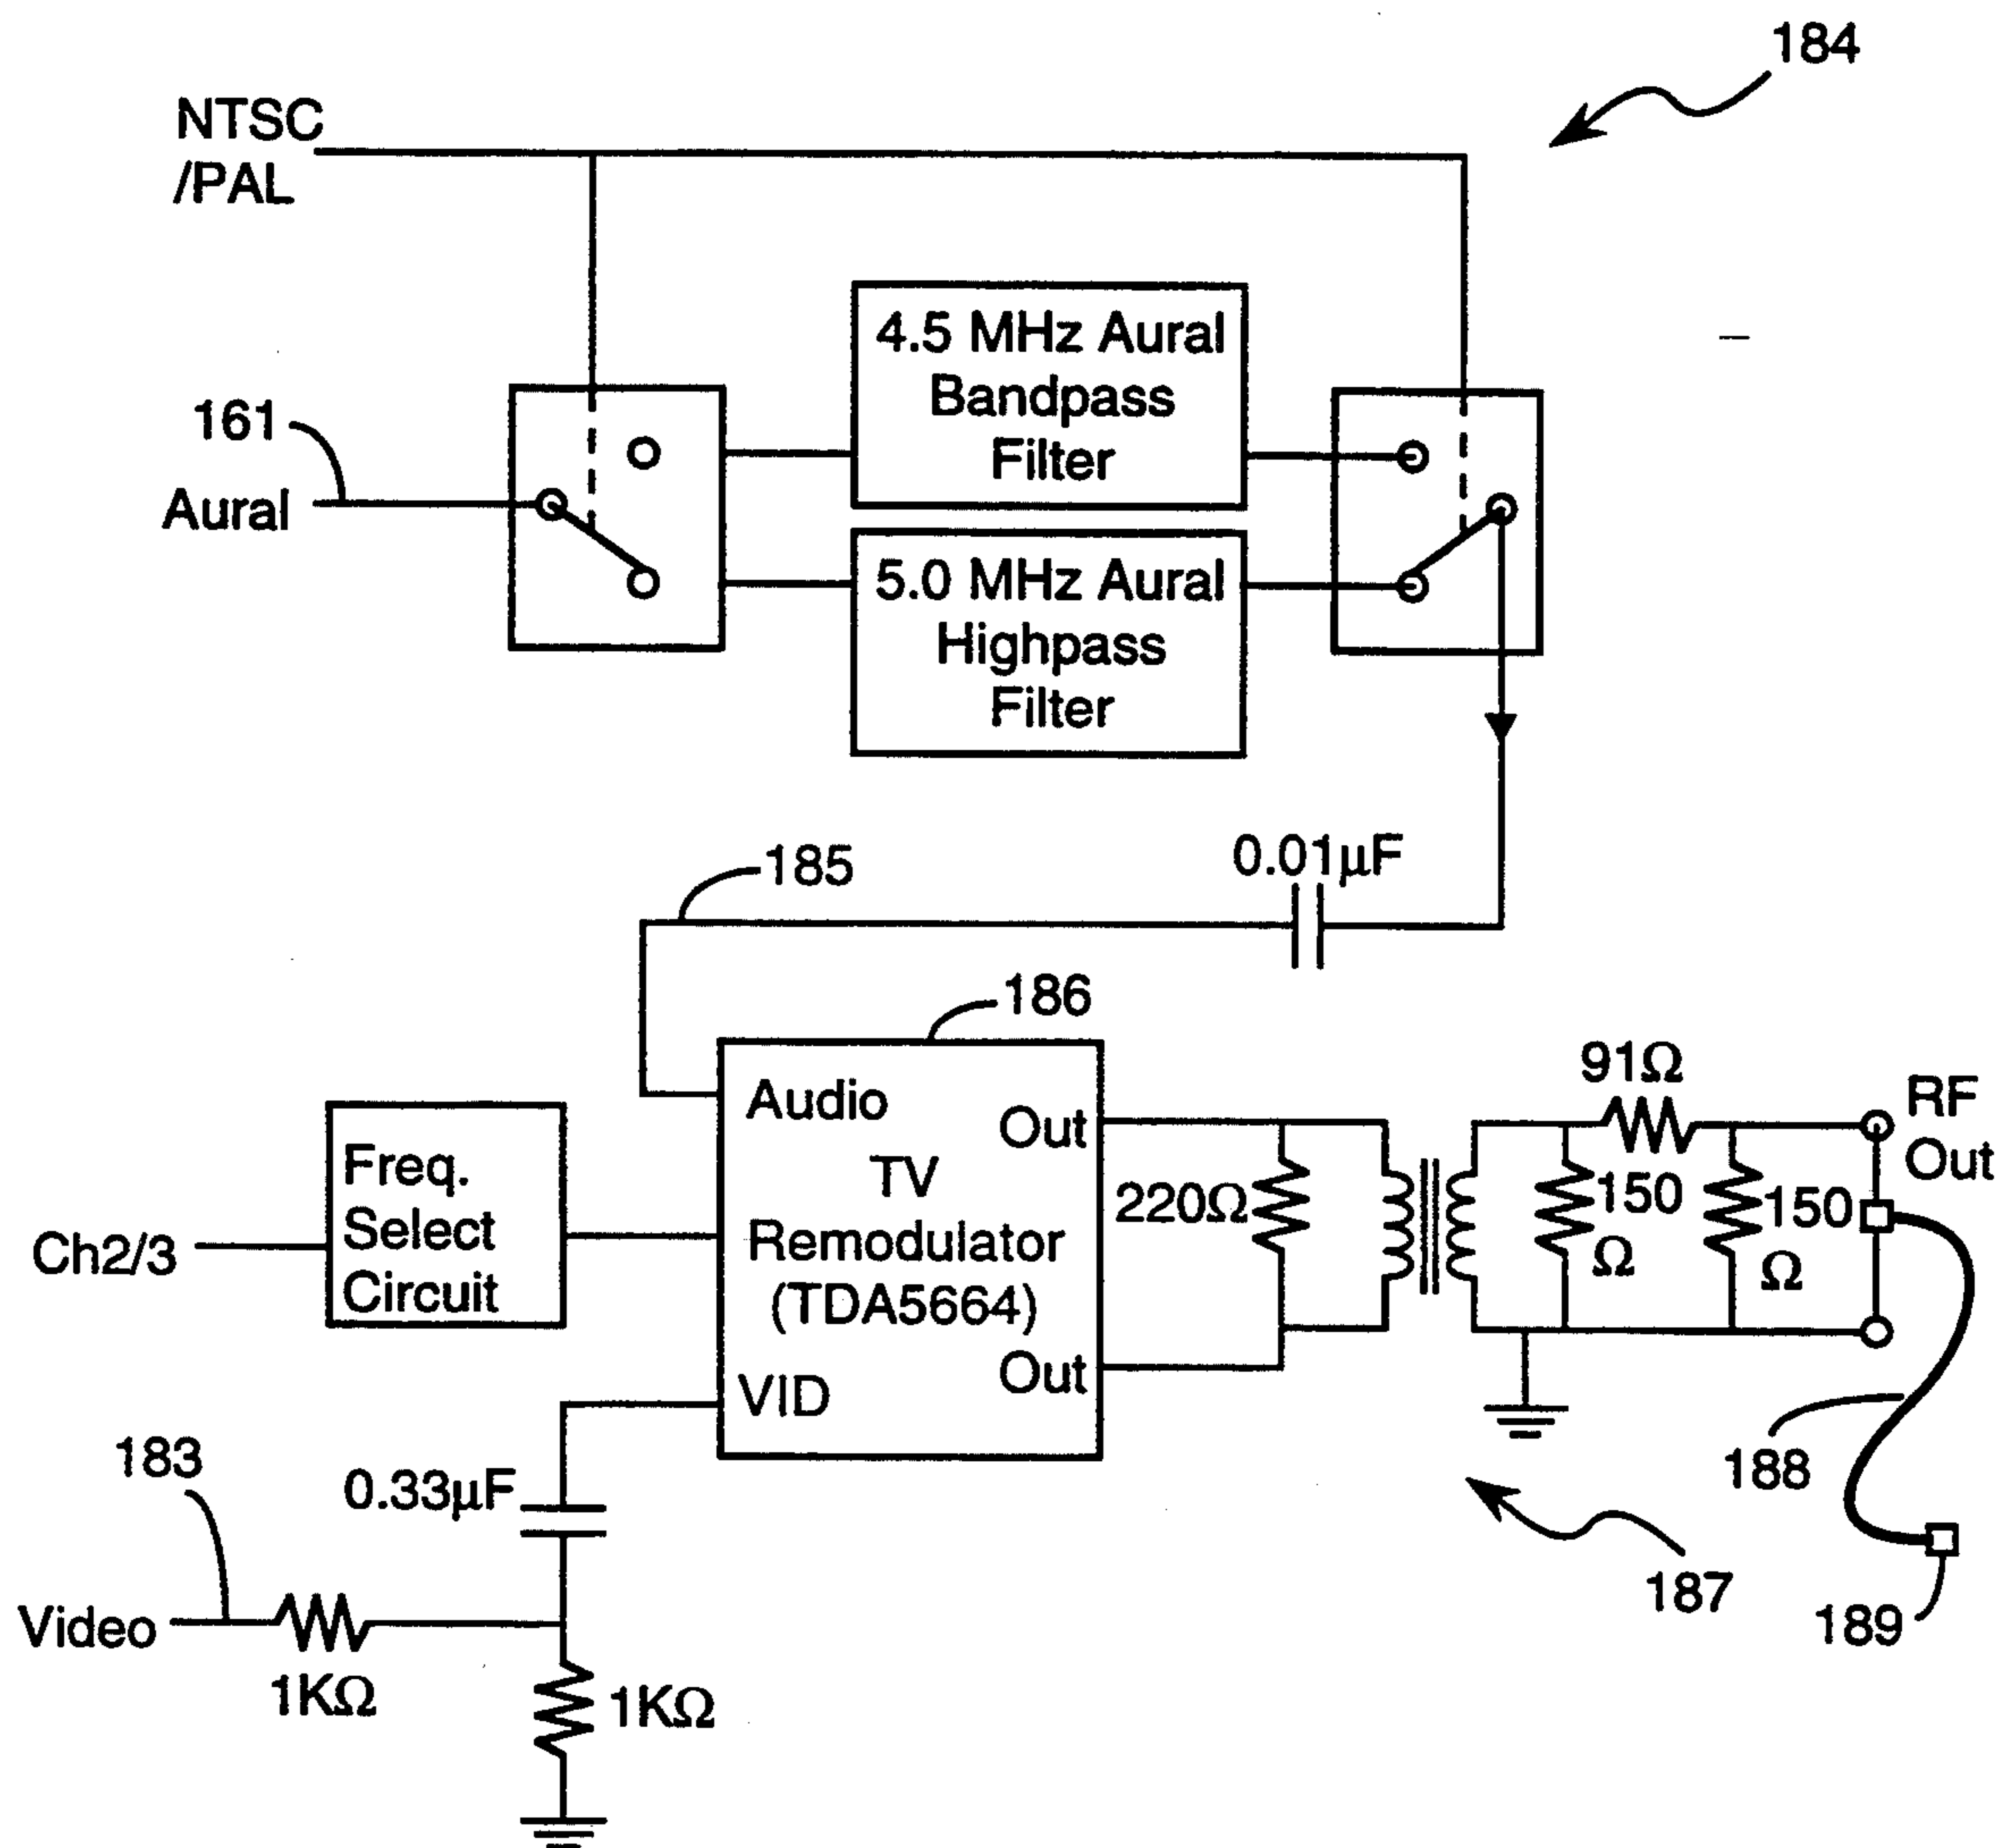 184
NTSC
/PAL
4.5 MHz Aural
Bandpass
Filter
161
Aural
5.0 MHz Aural
Highpass
Filter
0.01µF
185
186
Audio
Out
TV
Remodulator
(TDA5664)
Out
VID
Freq.
Select
Circuit
Ch2/3
220Ω
91Ω
RF
Out
150
Ω
150
Ω
188
187
189
183
0.33µF
Video
1KΩ
1KΩ